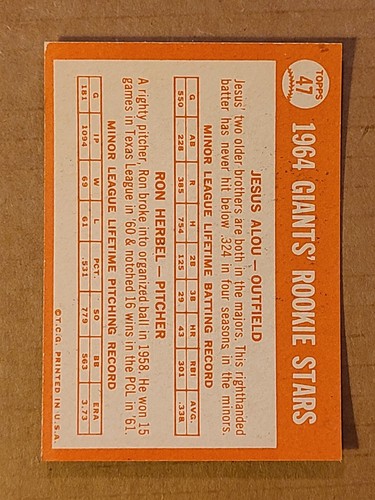 TOPPS
47
1964 GIANTS' ROOKIE STARS
JESUS ALOU—OUTFIELD
Jesus' two older brothers are both in the majors. This righthanded
batter has never hit below .324 in four seasons in the minors.
MINOR LEAGUE LIFETIME BATTING RECORD
G AB R H 2B 3B HR RBI AVG.
550 228 385 754 125 29 43 301 .338
RON HERBEL—PITCHER
A righty pitcher, Ron broke into organized ball in 1958. He won 15
games in Texas League in '60 & notched 16 wins in the PCL in '61.
MINOR LEAGUE LIFETIME PITCHING RECORD
G IP W L PCT. SO BB ERA
181 1094 69 61 .531 779 563 3.73
©T.C.G. PRINTED IN U.S.A.